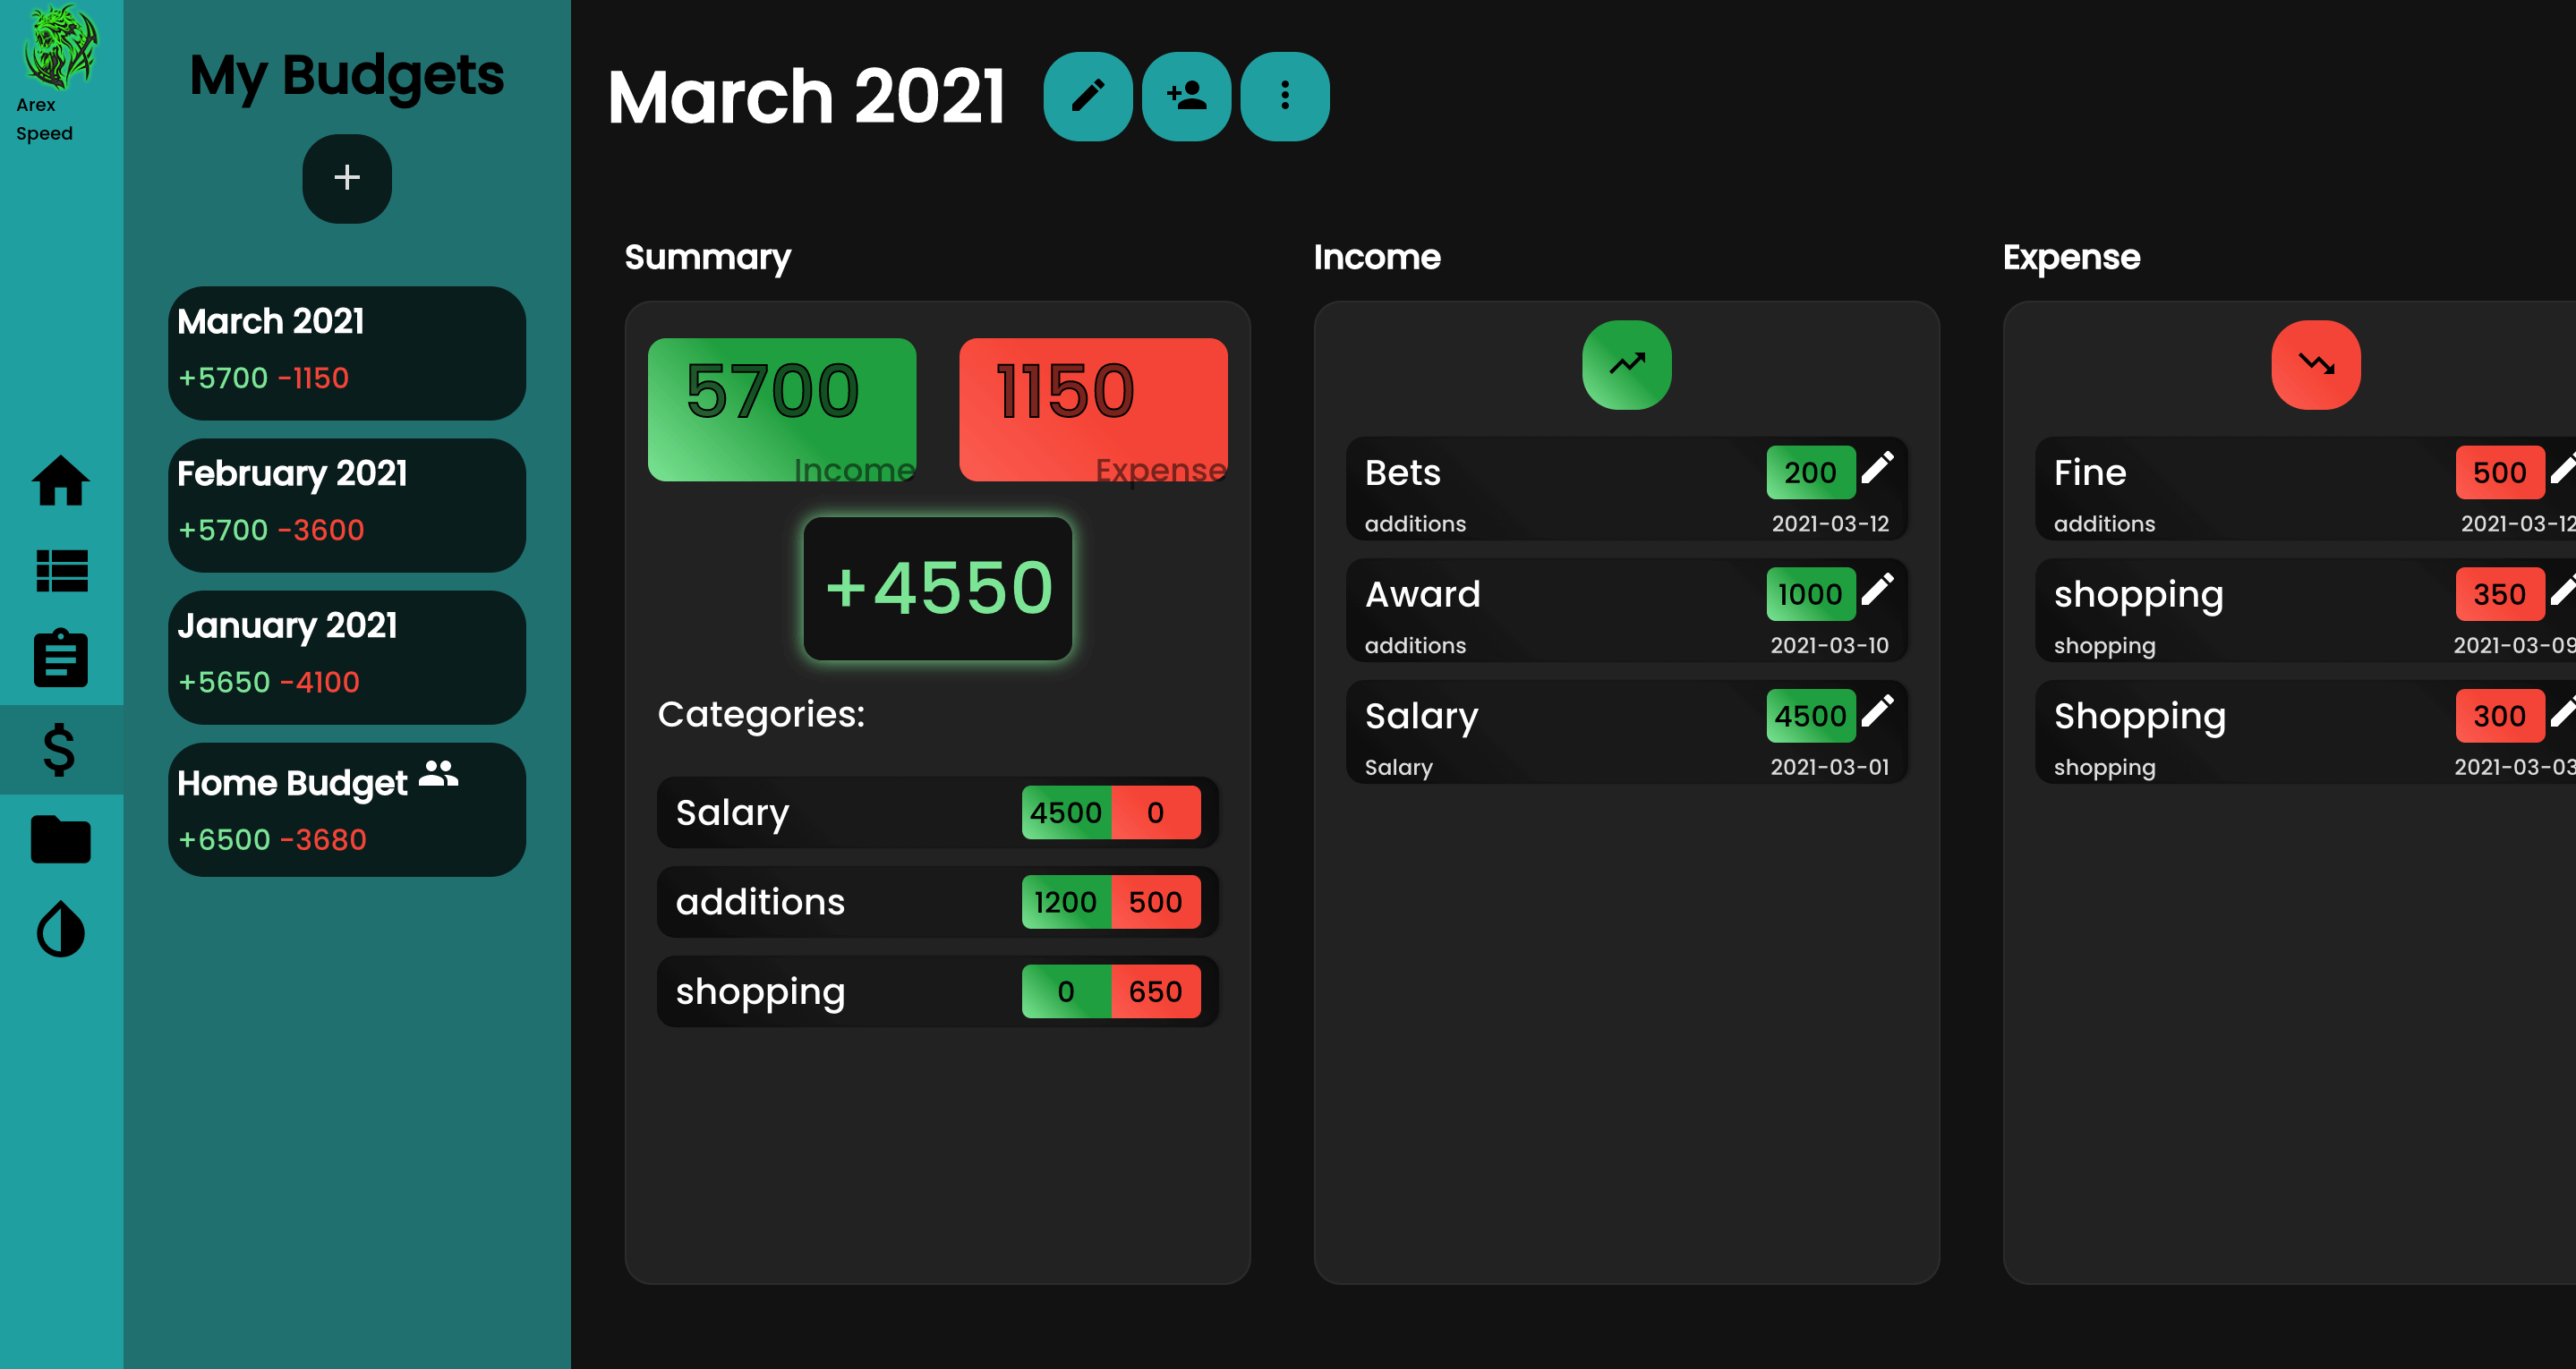 Arex
Speed
My Budgets
+
March 2021
+5700 -1150
February 2021
+5700 -3600
January 2021
+5650 -4100
Home Budget
+6500 -3680
March 2021
Summary
5700
Income
1150
Expense
+4550
Categories:
Salary 4500 0
additions 1200 500
shopping 0 650
Income
Bets 200
additions 2021-03-12
Award 1000
additions 2021-03-10
Salary 4500
Salary 2021-03-01
Expense
Fine 500
additions 2021-03-12
shopping 350
shopping 2021-03-09
Shopping 300
shopping 2021-03-03